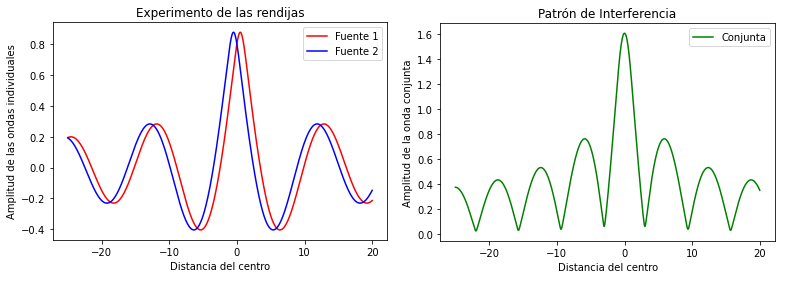 Experimento de las rendijas
Amplitud de las ondas individuales
0.8
0.6
0.4
0.2
0.0
−0.2
−0.4
Fuente 1
Fuente 2
−20
−10
0
10
20
Distancia del centro
Patrón de Interferencia
Amplitud de la onda conjunta
1.6
1.4
1.2
1.0
0.8
0.6
0.4
0.2
0.0
Conjunta
−20
−10
0
10
20
Distancia del centro